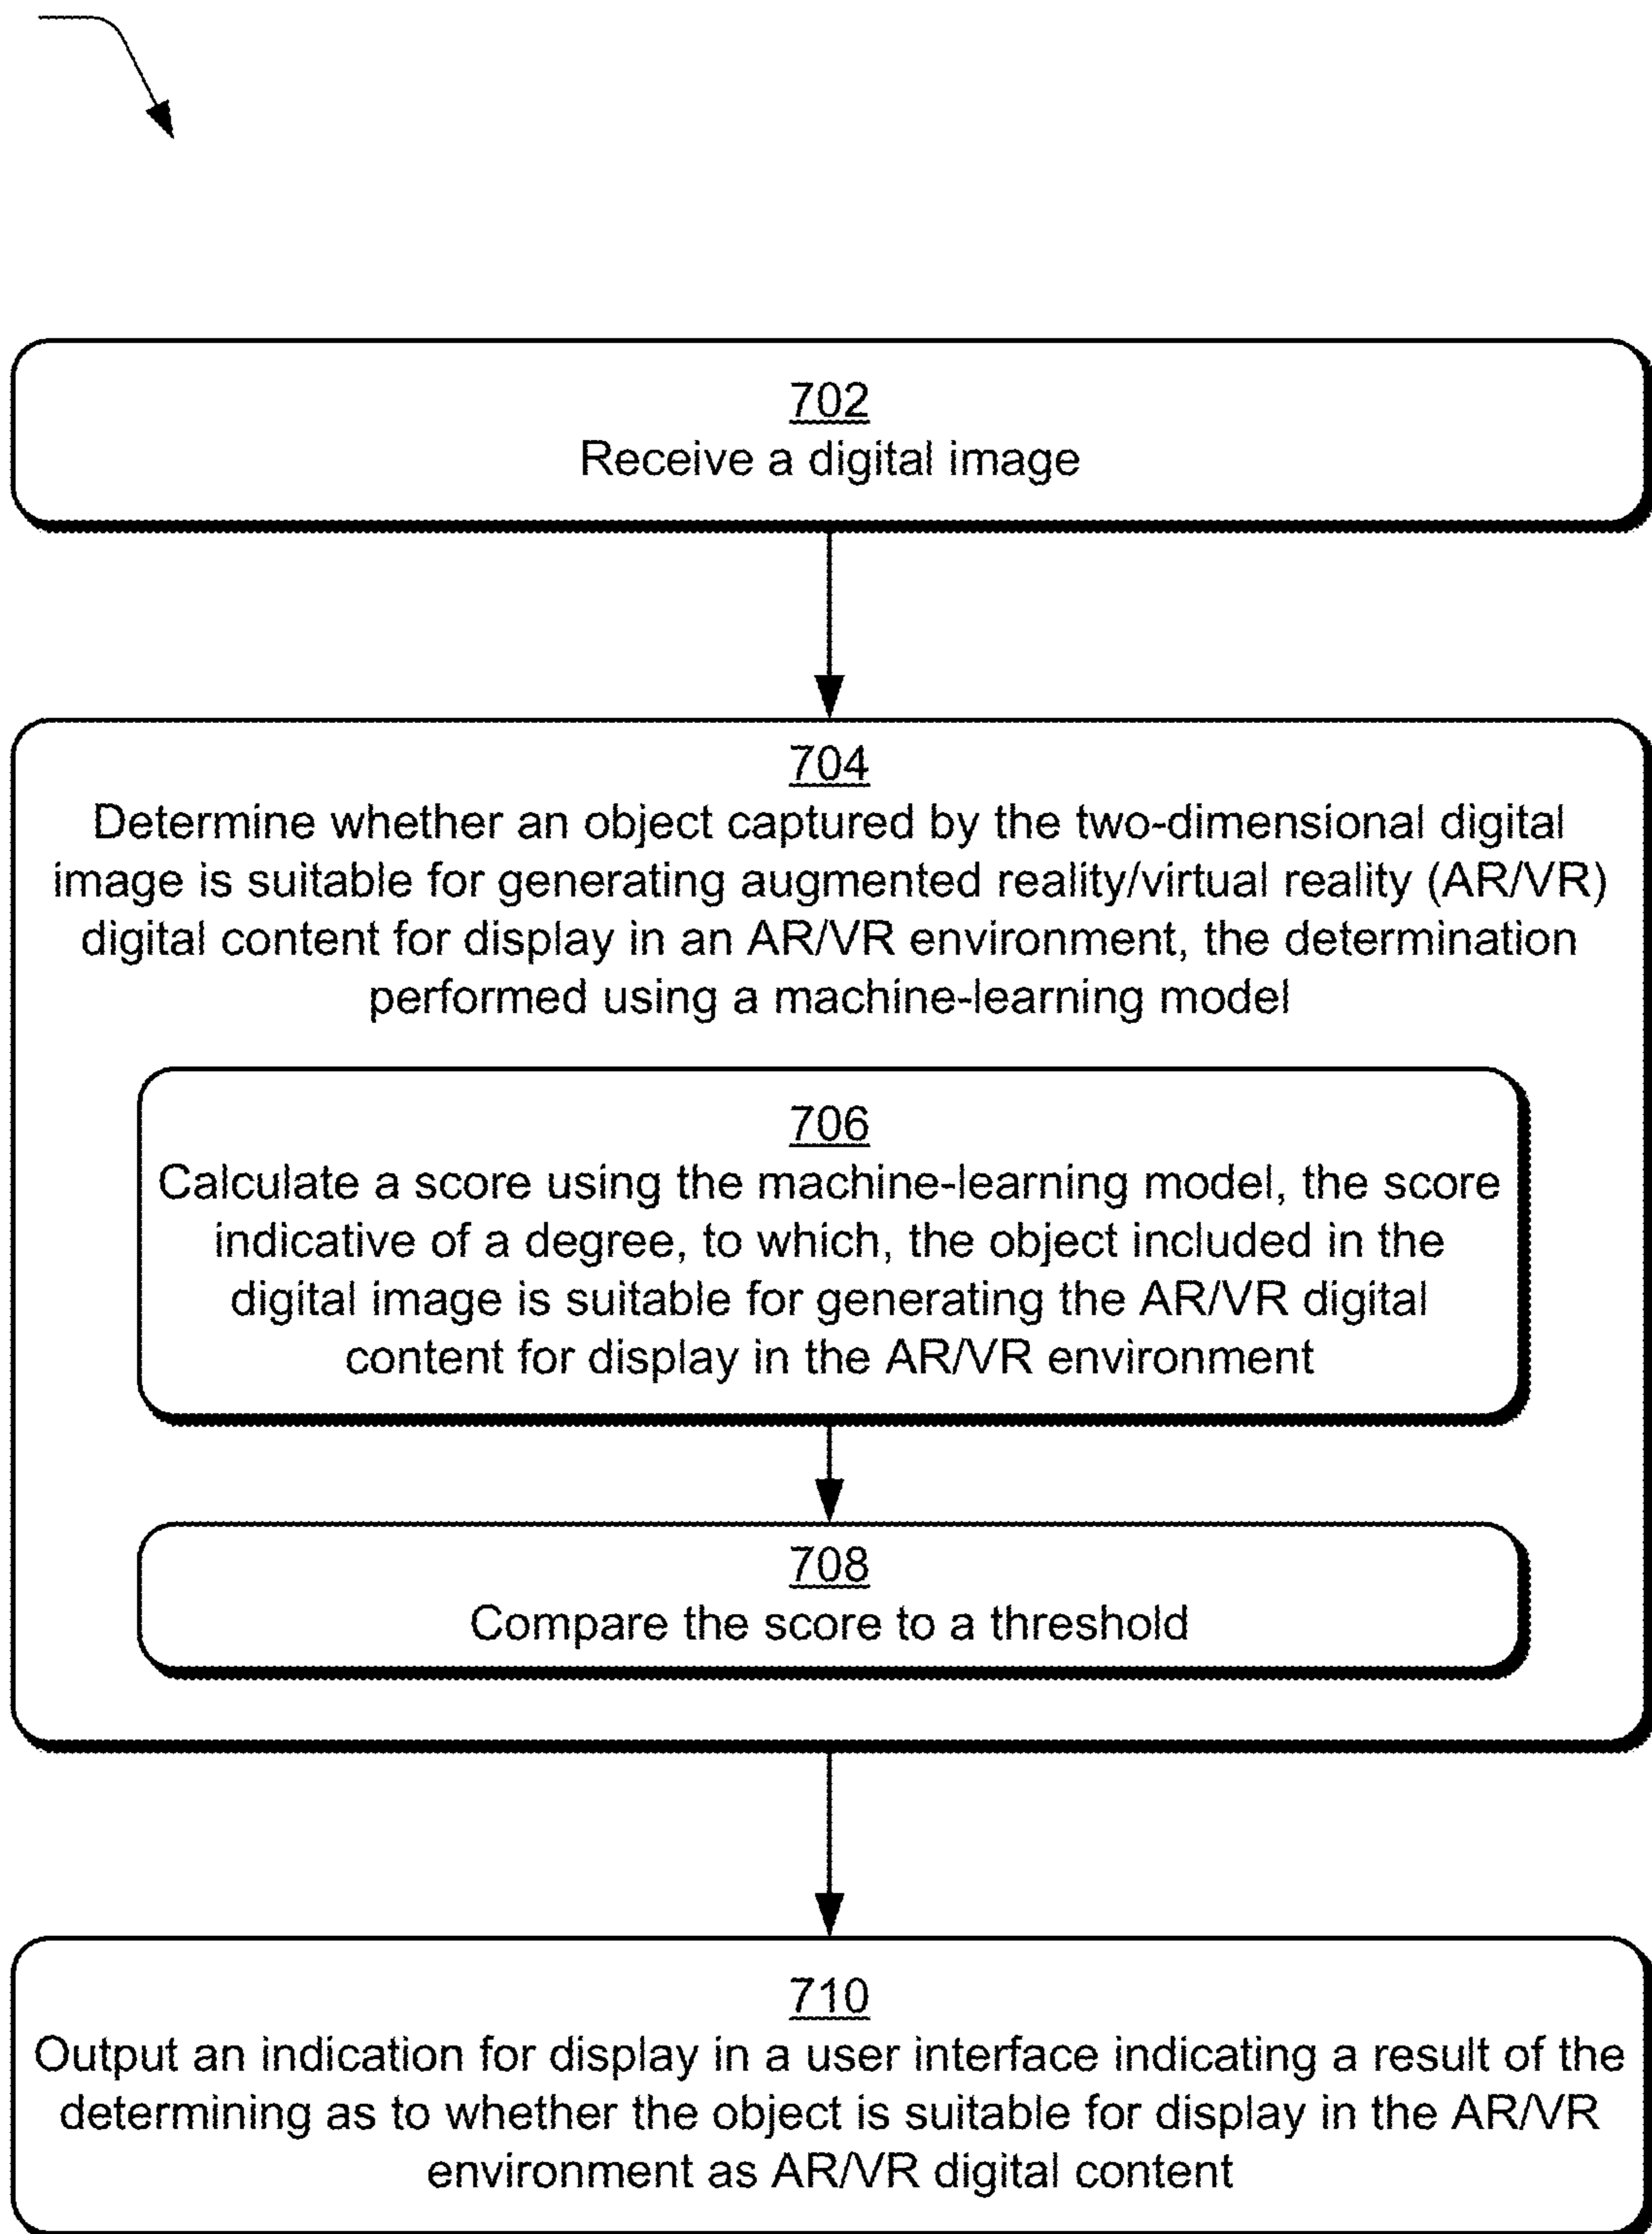 702
Receive a digital image
704
Determine whether an object captured by the two-dimensional digital
image is suitable for generating augmented reality/virtual reality (AR/VR)
digital content for display in an AR/VR environment, the determination
performed using a machine-learning model
706
Calculate a score using the machine-learning model, the score
indicative of a degree, to which, the object included in the
digital image is suitable for generating the AR/VR digital
content for display in the AR/VR environment
708
Compare the score to a threshold
710
Output an indication for display in a user interface indicating a result of the
determining as to whether the object is suitable for display in the AR/VR
environment as AR/VR digital content